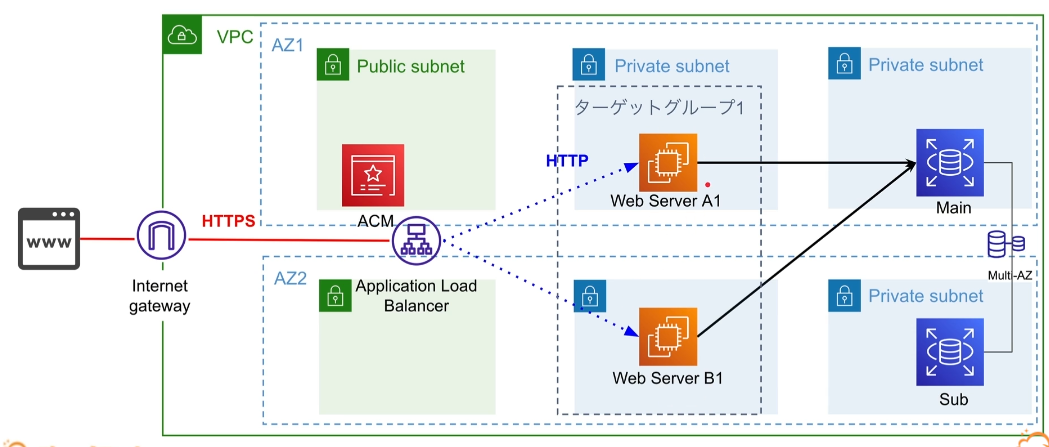 VPC
AZ1
Public subnet
Private subnet
Private subnet
ターゲットグループ1
HTTP
Web Server A1
Main
ACM
HTTPS
www
Internet
gateway
Application Load
Balancer
Multi-AZ
AZ2
Private subnet
Web Server B1
Sub